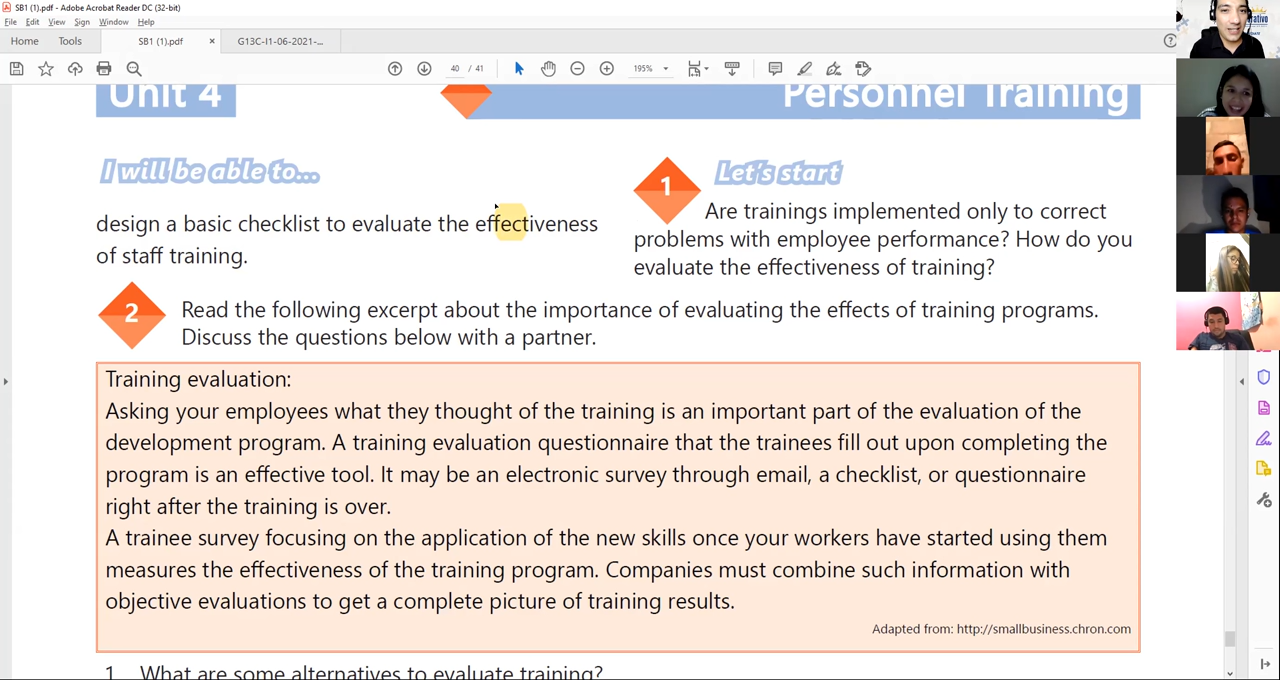 SB1 (1).pdf - Adobe Acrobat Reader DC (32-bit)
File Edit View Sign Window Help
Home Tools SB1 (1).pdf × G13C-I1-06-2021-...
40 / 41 195%
Unit 4 Personnel Training
I will be able to...
design a basic checklist to evaluate the effectiveness
of staff training.
1 Let's start
Are trainings implemented only to correct
problems with employee performance? How do you
evaluate the effectiveness of training?
2 Read the following excerpt about the importance of evaluating the effects of training programs.
Discuss the questions below with a partner.
Training evaluation:
Asking your employees what they thought of the training is an important part of the evaluation of the
development program. A training evaluation questionnaire that the trainees fill out upon completing the
program is an effective tool. It may be an electronic survey through email, a checklist, or questionnaire
right after the training is over.
A trainee survey focusing on the application of the new skills once your workers have started using them
measures the effectiveness of the training program. Companies must combine such information with
objective evaluations to get a complete picture of training results.
Adapted from: http://smallbusiness.chron.com
1 What are some alternatives to evaluate training?